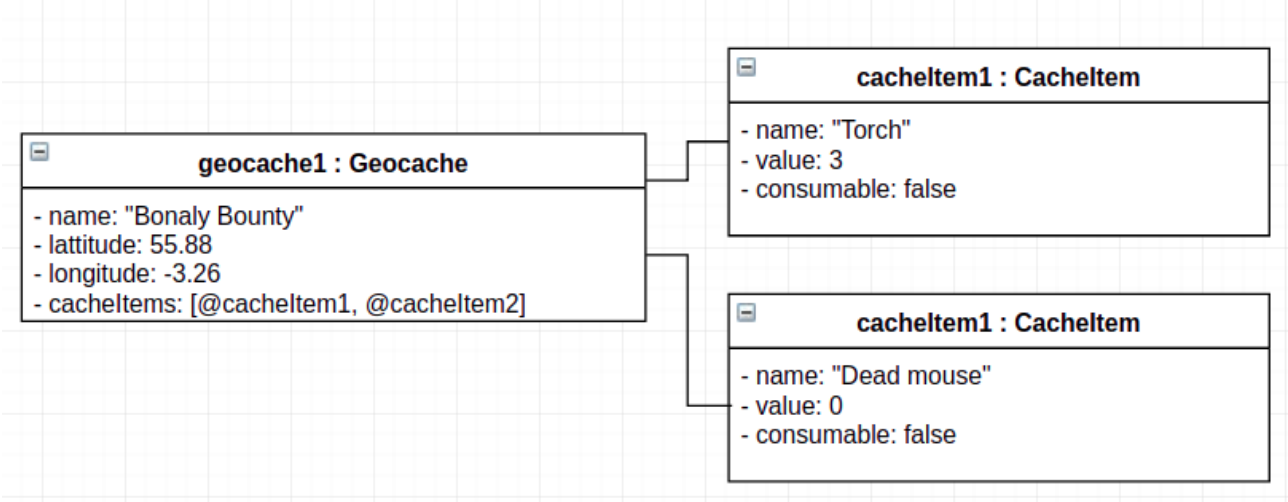 geocache1 : Geocache
- name: "Bonaly Bounty"
- lattitude: 55.88
- longitude: -3.26
- cacheItems: [@cacheItem1, @cacheItem2]
cacheItem1 : CacheItem
- name: "Torch"
- value: 3
- consumable: false
cacheItem1 : CacheItem
- name: "Dead mouse"
- value: 0
- consumable: false